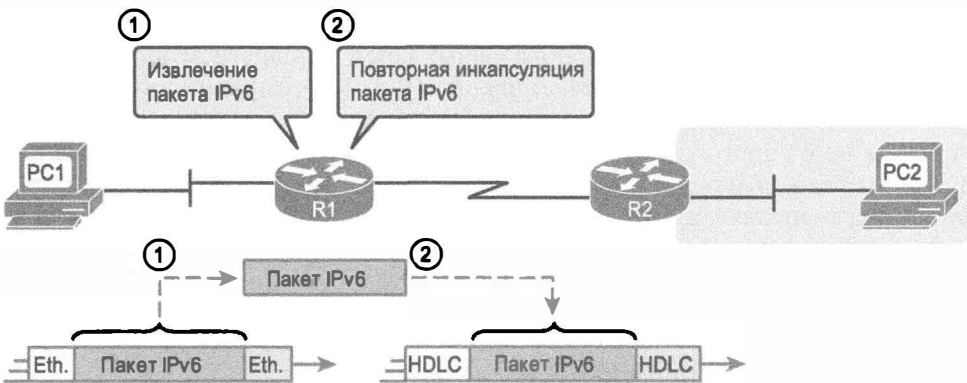 1
2
Извлечение
пакета IPv6
Повторная инкапсуляция
пакета IPv6
PC1
R1
R2
PC2
1
Пакет IPv6
2
Eth. Пакет IPv6 Eth.
HDLC Пакет IPv6 HDLC